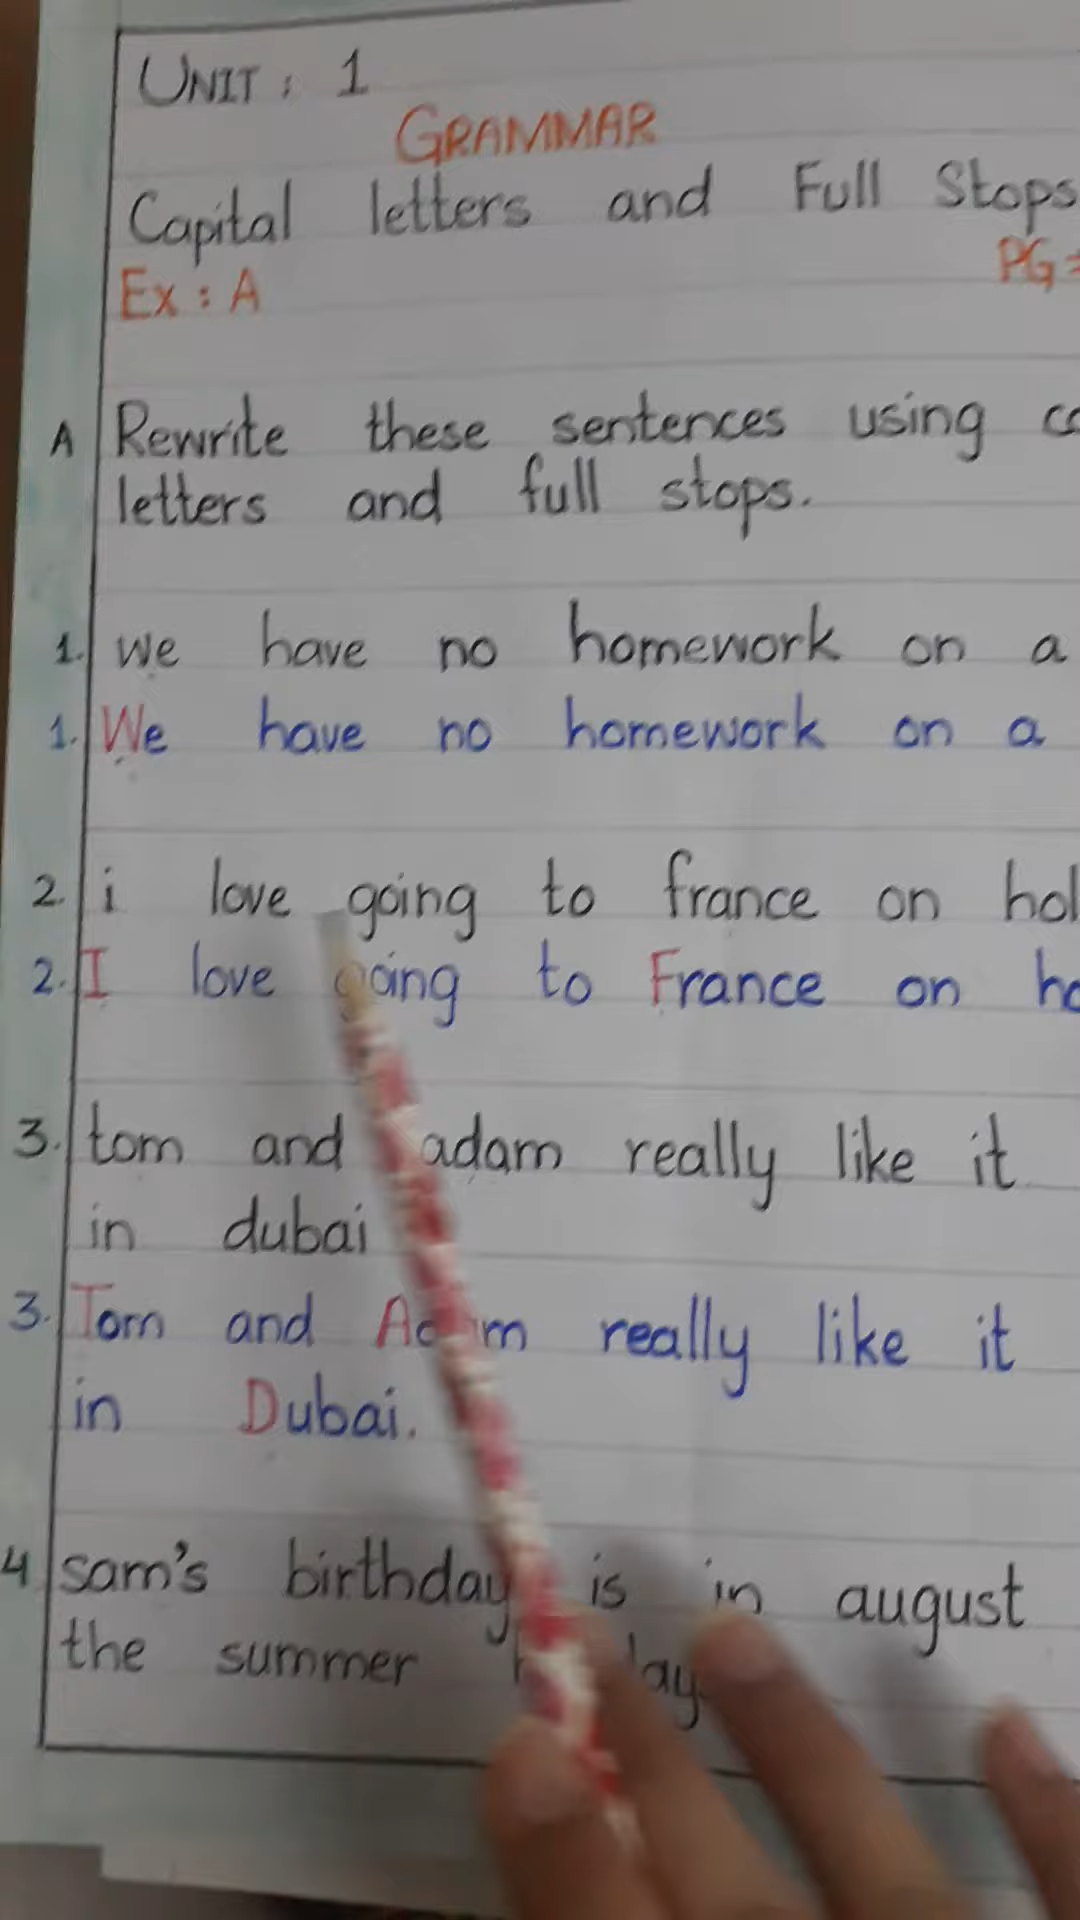 UNIT : 1
GRAMMAR
Capital letters and Full Stops
PG
Ex : A
A Rewrite these sentences using
letters and full stops.
1. we have no homework on a
1. We have no homework on a
2. i love going to france on
2. I love going to France on
3. tom and adam really like it
in dubai
3. Tom and Adam really like it
in Dubai.
4 sam's birthday is in august
the summer